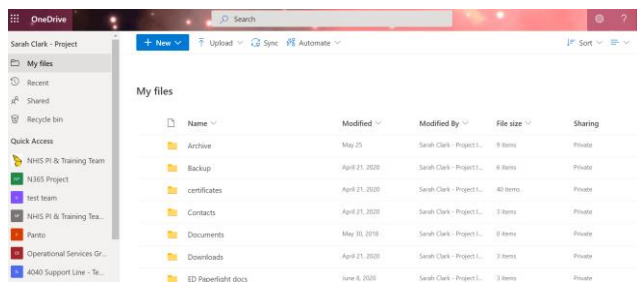 OneDrive
Search
?
Sarah Clark - Project
My files
Recent
Shared
Recycle bin
Quick Access
NHIS PI & Training Team
N365 Project
test team
NHIS PI & Training Tea...
Panto
Operational Services Gr...
4040 Support Line - Te...
+ New Upload Sync Automate Sort
My files
Name Modified Modified By File size Sharing
Archive May 25 Sarah Clark - Project I... 9 items Private
Backup April 21, 2020 Sarah Clark - Project I... 6 items Private
certificates April 21, 2020 Sarah Clark - Project I... 40 items Private
Contacts April 21, 2020 Sarah Clark - Project I... 3 items Private
Documents May 30, 2018 Sarah Clark - Project I... 0 items Private
Downloads April 21, 2020 Sarah Clark - Project I... 3 items Private
ED Paperlight docs June 8, 2020 Sarah Clark - Project I... 3 items Private